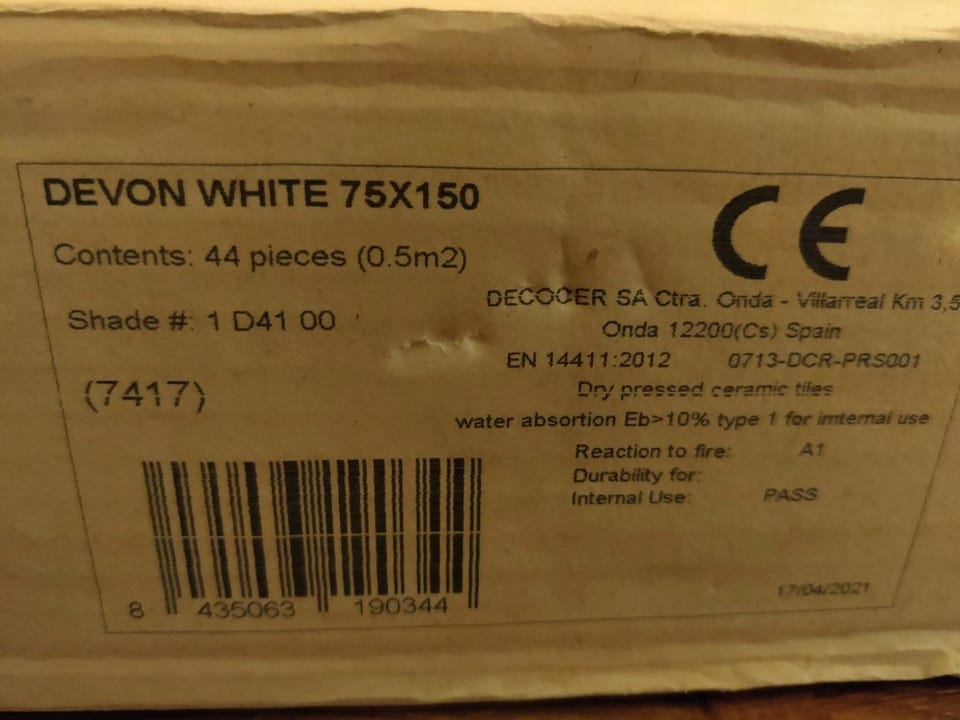 DEVON WHITE 75X150
CE
Contents: 44 pieces (0.5m2)
Shade #: 1 D41 00
(7417)
DECOCER SA Ctra. Onda - Villarreal Km 3,5
Onda 12200(Cs) Spain
EN 14411:2012 0713-DCR-PRS001
Dry pressed ceramic tiles
water absortion Eb>10% type 1 for imternal use
Reaction to fire: A1
Durability for:
Internal Use: PASS
17/04/2021
8 435063 190344